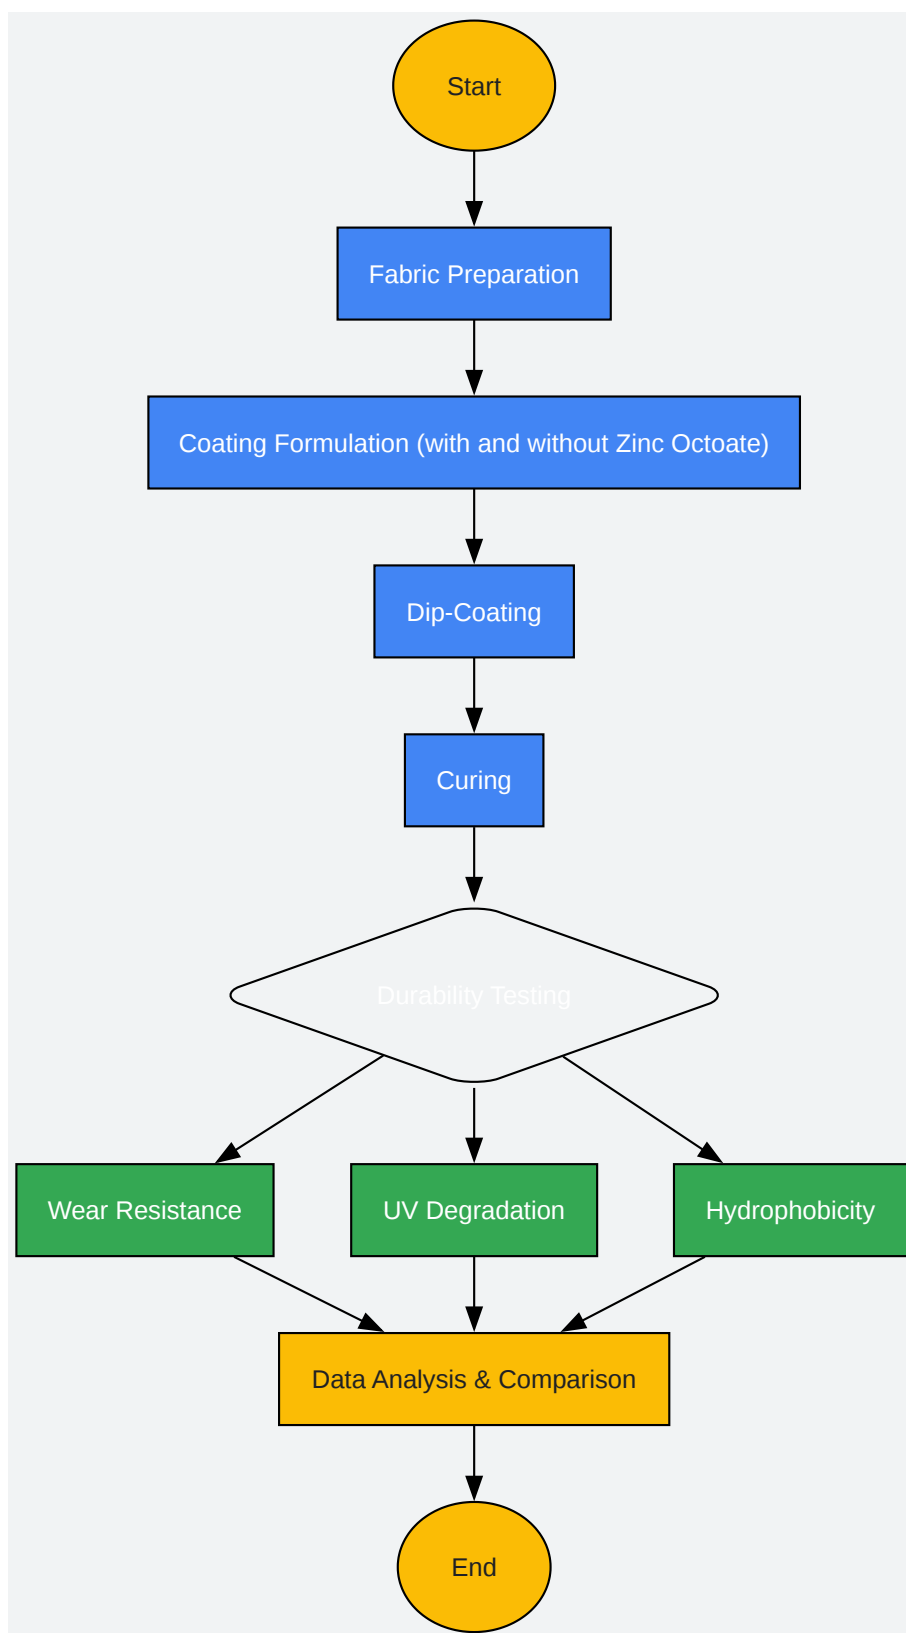 Start
Fabric Preparation
Coating Formulation (with and without Zinc Octoate)
Dip-Coating
Curing
Durability Testing
Wear Resistance
UV Degradation
Hydrophobicity
Data Analysis & Comparison
End